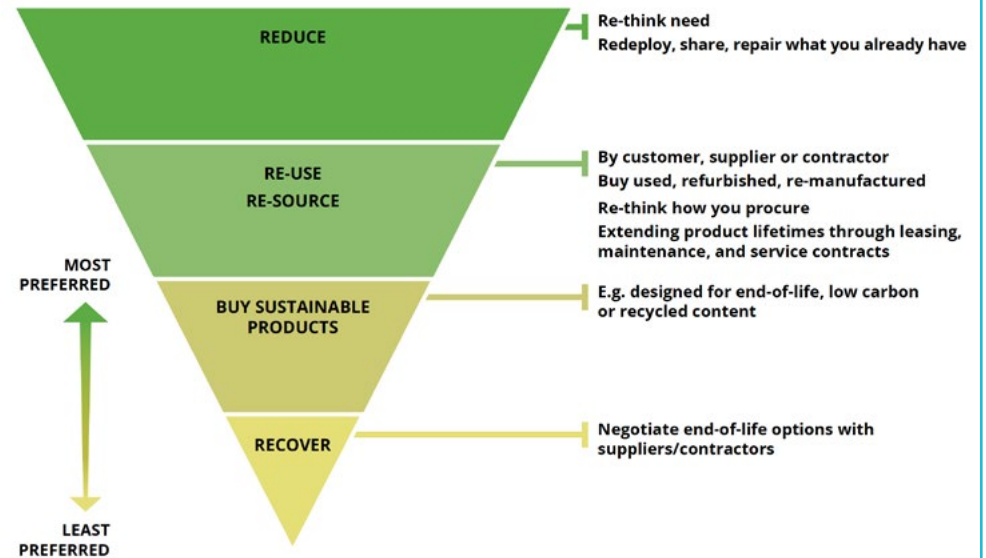 REDUCE
Re-think need
Redeploy, share, repair what you already have
RE-USE
RE-SOURCE
By customer, supplier or contractor
Buy used, refurbished, re-manufactured
Re-think how you procure
Extending product lifetimes through leasing,
maintenance, and service contracts
MOST
PREFERRED
BUY SUSTAINABLE
PRODUCTS
E.g. designed for end-of-life, low carbon
or recycled content
RECOVER
Negotiate end-of-life options with
suppliers/contractors
LEAST
PREFERRED